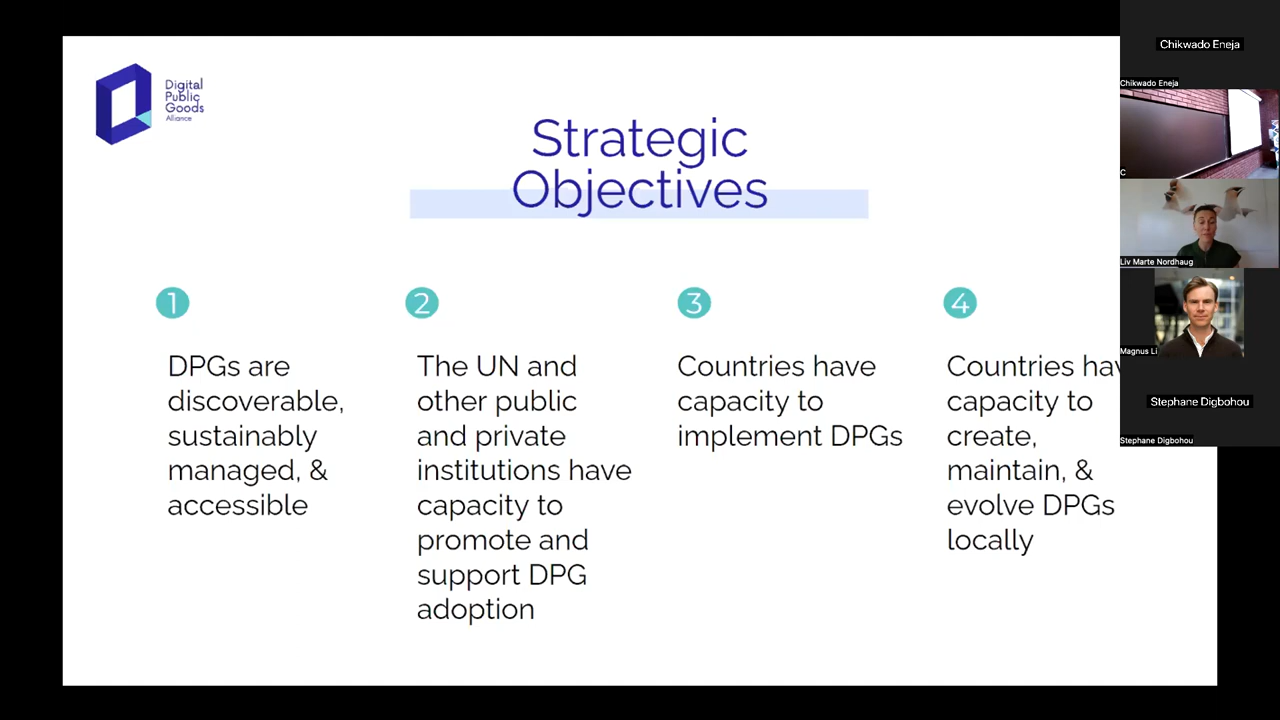 Digital
Public
Goods
Alliance
Strategic
Objectives
1
DPGs are
discoverable,
sustainably
managed, &
accessible
2
The UN and
other public
and private
institutions have
capacity to
promote and
support DPG
adoption
3
Countries have
capacity to
implement DPGs
4
Countries hav
capacity to
create,
maintain, &
evolve DPGs
locally
Chikwado Eneja
Chikwado Eneja
C
Liv Marte Nordhaug
Magnus Li
Stephane Digbohou
Stephane Digbohou